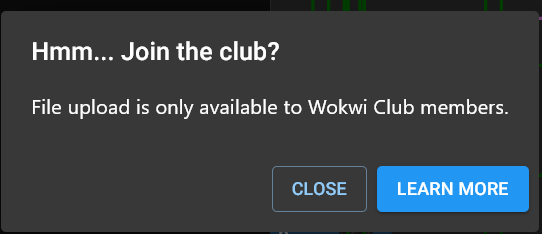 Hmm... Join the club?
File upload is only available to Wokwi Club members.
CLOSE
LEARN MORE